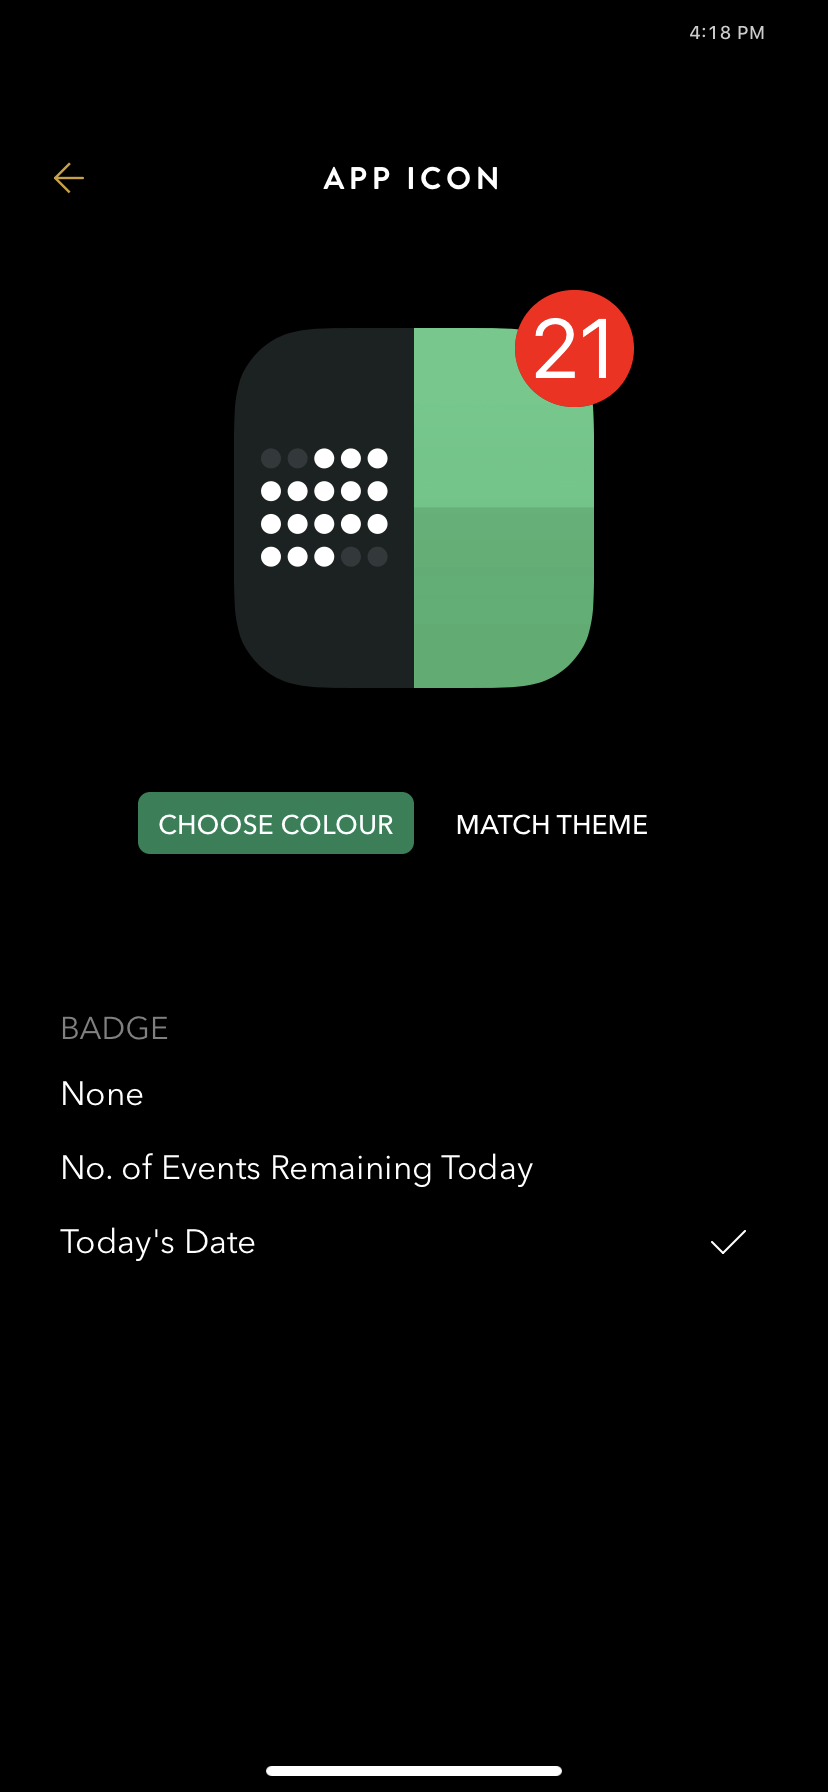 4:18 PM
APP ICON
21
CHOOSE COLOUR
MATCH THEME
BADGE
None
No. of Events Remaining Today
Today's Date